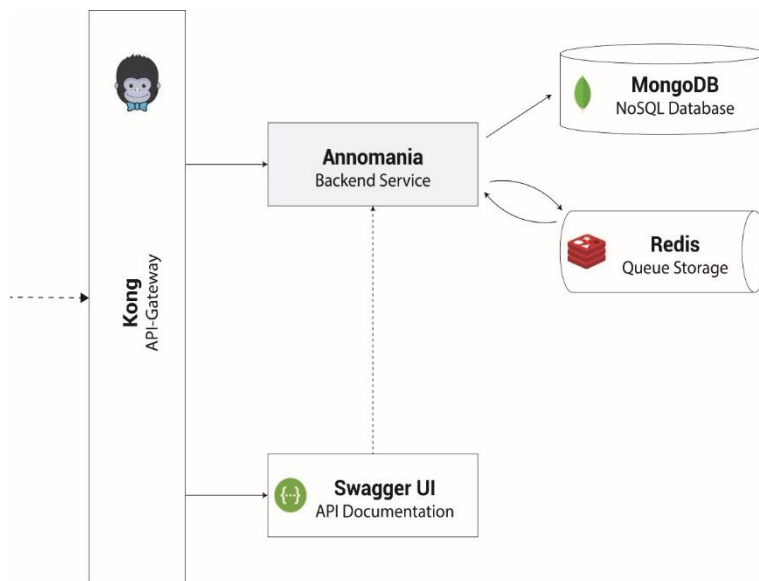 MongoDB
NoSQL Database
Annomania
Backend Service
Redis
Queue Storage
Kong
API-Gateway
{···}
Swagger UI
API Documentation